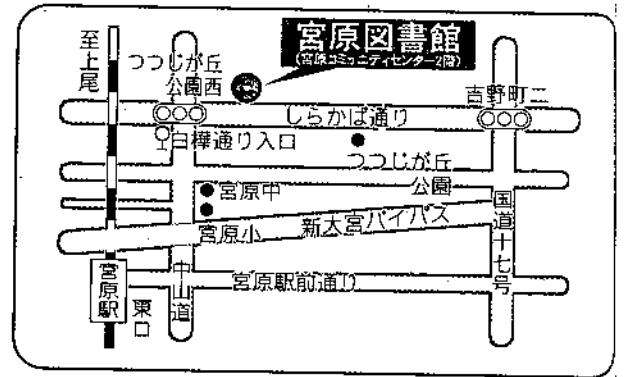 宮原図書館
(宮原コミュニティセンター2階)
至上尾
つつじが丘
公園西
吉野町二
しらかば通り
白樺通り入口
つつじが丘
公園
宮原中
宮原小
新大宮バイパス
国道十七号
宮原駅
東口
中山道
宮原駅前通り